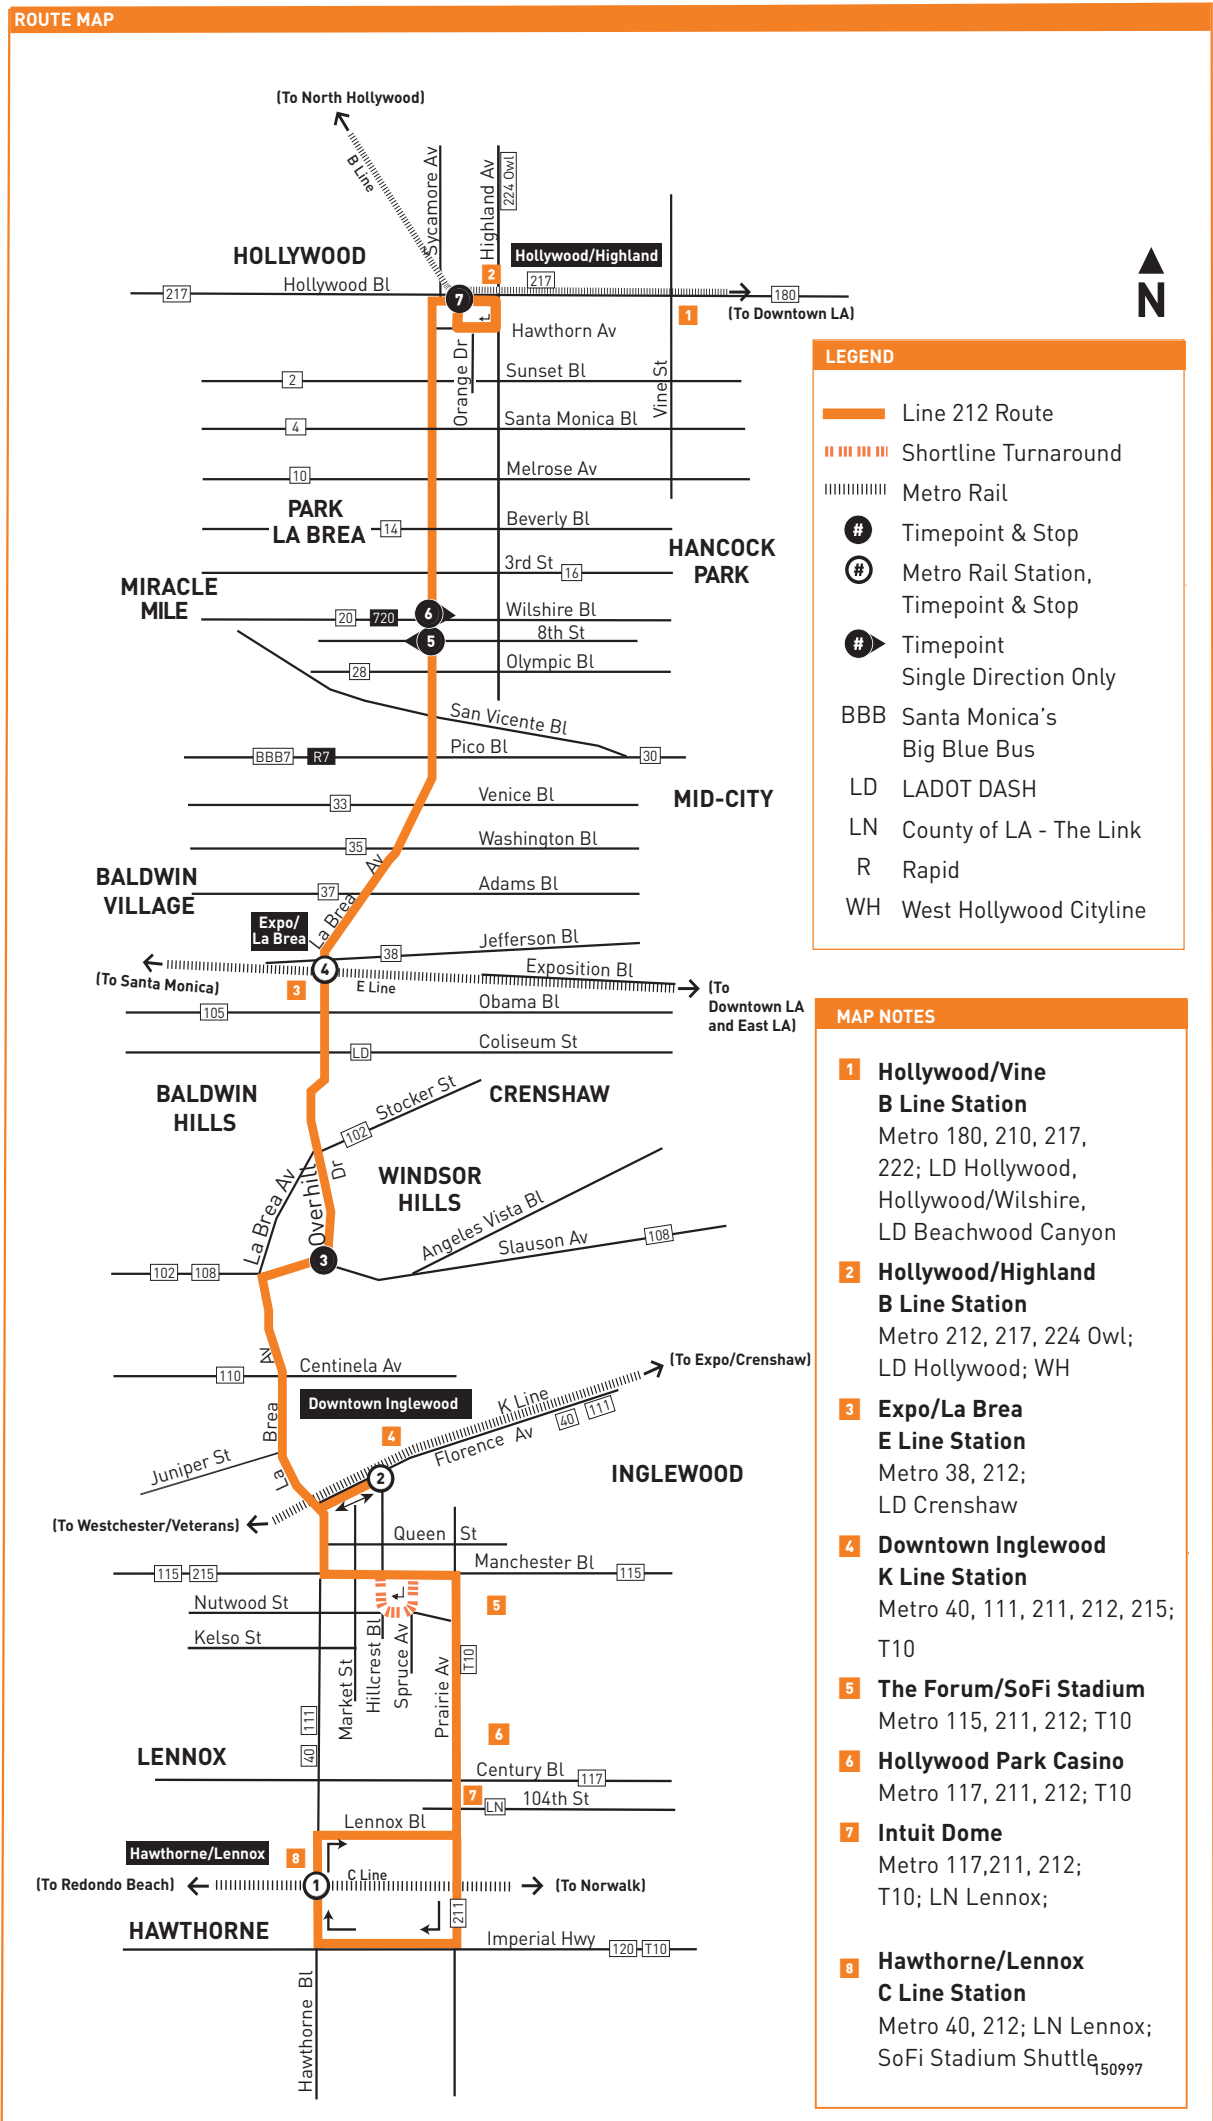 ROUTE MAP
(To North Hollywood)
B Line
Sycamore Av
Highland Av
224 Owl
HOLLYWOOD
Hollywood/Highland
2
217
Hollywood Bl
217
7
180
1
(To Downtown LA)
Hawthorn Av
Orange Dr
Vine St
2
Sunset Bl
4
Santa Monica Bl
10
Melrose Av
PARK
LA BREA
14
Beverly Bl
HANCOCK
PARK
3rd St
16
MIRACLE
MILE
20
720
6
Wilshire Bl
5
8th St
28
Olympic Bl
San Vicente Bl
BBB7
R7
Pico Bl
30
33
Venice Bl
MID-CITY
35
Washington Bl
La Brea Av
BALDWIN
VILLAGE
37
Adams Bl
Expo/
La Brea
38
Jefferson Bl
4
(To Santa Monica)
3
E Line
Exposition Bl
(To
Downtown LA
and East LA)
105
Obama Bl
LD
Coliseum St
BALDWIN
HILLS
Stocker St
102
CRENSHAW
La Brea Av
Overhill
Dr
WINDSOR
HILLS
Angeles Vista Bl
Slauson Av
108
102
108
3
110
Centinela Av
(To Expo/Crenshaw)
Downtown Inglewood
K Line
40
111
Florence Av
4
La Brea Av
Juniper St
2
INGLEWOOD
(To Westchester/Veterans)
Queen St
115
215
Manchester Bl
115
Nutwood St
5
Kelso St
Market St
Hillcrest Bl
Spruce Av
Prairie Av
T10
111
40
6
LENNOX
Century Bl
117
7
LN
104th St
Lennox Bl
Hawthorne/Lennox
8
(To Redondo Beach)
1
C Line
(To Norwalk)
211
HAWTHORNE
Imperial Hwy
120
T10
Hawthorne Bl
N
LEGEND
Line 212 Route
Shortline Turnaround
Metro Rail
# Timepoint & Stop
# Metro Rail Station,
Timepoint & Stop
# Timepoint
Single Direction Only
BBB Santa Monica's
Big Blue Bus
LD LADOT DASH
LN County of LA - The Link
R Rapid
WH West Hollywood Cityline
MAP NOTES
1 Hollywood/Vine
B Line Station
Metro 180, 210, 217,
222; LD Hollywood,
Hollywood/Wilshire,
LD Beachwood Canyon
2 Hollywood/Highland
B Line Station
Metro 212, 217, 224 Owl;
LD Hollywood; WH
3 Expo/La Brea
E Line Station
Metro 38, 212;
LD Crenshaw
4 Downtown Inglewood
K Line Station
Metro 40, 111, 211, 212, 215;
T10
5 The Forum/SoFi Stadium
Metro 115, 211, 212; T10
6 Hollywood Park Casino
Metro 117, 211, 212; T10
7 Intuit Dome
Metro 117,211, 212;
T10; LN Lennox;
8 Hawthorne/Lennox
C Line Station
Metro 40, 212; LN Lennox;
SoFi Stadium Shuttle
150997